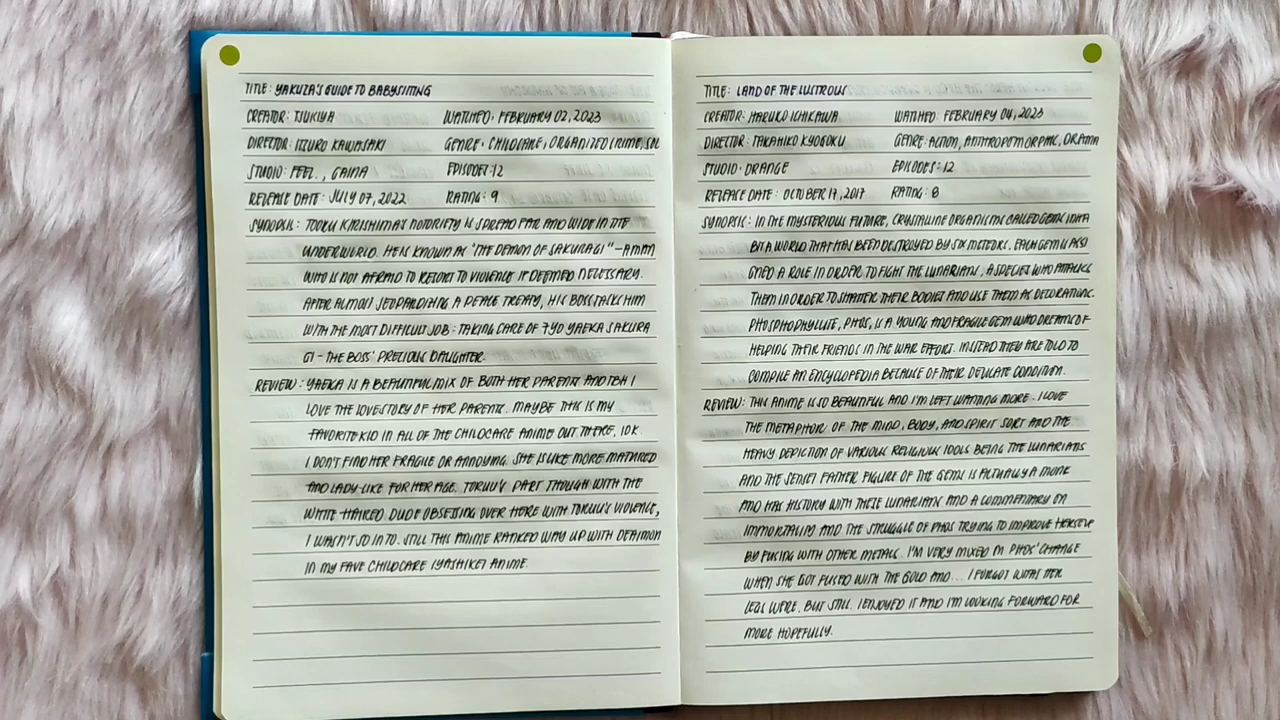 TITLE: YAKUZA'S GUIDE TO BABYSITTING
CREATOR: TSUKIYA WATCHED: FEBRUARY 02, 2023
DIRECTOR: ITZURO KAWASAKI GENRE: CHILDCARE, ORGANIZED CRIME, SOL
STUDIO: FEEL., GAINA EPISODE: 12
RELEASE DATE: JULY 07, 2022 RATING: 9
SYNOPSIS: TOORU KIRISHIMA'S NOTORIETY IS SPREAD FAR AND WIDE IN THE
UNDERWORLD. HE IS KNOWN AS "THE DEMON OF SAKURAGI" - A MAN
WHO IS NOT AFRAID TO RESORT TO VIOLENCE IF DEEMED NECESSARY.
AFTER ALMOST JEOPARDIZING A PEACE TREATY, HIS BOSS TASKS HIM
WITH THE MOST DIFFICULT JOB: TAKING CARE OF 7YO YAEKA SAKURA
GI - THE BOSS' PRECIOUS DAUGHTER
REVIEW: YAEKA IS A BEAUTIFUL MIX OF BOTH HER PARENTS AND TBH I
LOVE THE LOVESTORY OF HER PARENTS. MAYBE THIS IS MY
FAVORITE KID IN ALL OF THE CHILDCARE ANIME OUT THERE, IDK
I DON'T FIND HER FRAGILE OR ANNOYING. SHE IS LIKE MORE MATURED
AND LADY-LIKE FOR HER AGE. TORUU'S PART THOUGH WITH THE
WHITE HAIRED DUDE OBSESSING OVER HERE WITH TORUU'S VIOLENCE,
I WASN'T SO INTO. STILL THIS ANIME RANKED WAY UP WITH DEAIMON
IN MY FAVE CHILDCARE IYASHIKEI ANIME.
TITLE: LAND OF THE LUSTROUS
CREATOR: HARUKO ICHIKAWA WATCHED: FEBRUARY 04, 2023
DIRECTOR: TAKAHIKO KYOGOKU GENRE: ACTION, ANTHROPOMORPHIC, DRAMA
STUDIO: ORANGE EPISODES: 12
RELEASE DATE: OCTOBER 17, 2017 RATING: 8
SYNOPSIS: IN THE MYSTERIOUS FUTURE, CRYSTALLINE ORGANISMS CALLED GEMS INHA
BIT A WORLD THAT HAS BEEN DESTROYED BY SIX METEORS. EACH GEM IS ASSI
GNED A ROLE IN ORDER TO FIGHT THE LUNARIANS, A SPECIES WHO ATTACKS
THEM IN ORDER TO SHATTER THEIR BODIES AND USE THEM AS DECORATIONS.
PHOSPHOPHYLLITE, PHOS, IS A YOUNG AND FRAGILE GEM WHO DREAMS OF
HELPING THEIR FRIENDS IN THE WAR EFFORT. INSTEAD THEY ARE TOLD TO
COMPILE AN ENCYCLOPEDIA BECAUSE OF THEIR DELICATE CONDITION.
REVIEW: THIS ANIME IS SO BEAUTIFUL AND I'M LEFT WANTING MORE. I LOVE
THE METAPHOR OF THE MIND, BODY, AND SPIRIT SORT AND THE
HEAVY DEPICTION OF VARIOUS RELIGIOUS IDOLS BEING THE LUNARIANS
AND THE SENSEI FATHER FIGURE OF THE GEMS IS ACTUALLY A MONK
AND HAS HISTORY WITH THESE LUNARIANS AND A COMMENTARY ON
IMMORTALITY AND THE STRUGGLE OF PHOS TRYING TO IMPROVE HERSELF
BY FUSING WITH OTHER METALS. I'M VERY MIXED IN PHOS' CHANGE
WHEN SHE GOT FUSED WITH THE GOLD AND... I FORGOT WHAT HER
LEGS WERE. BUT STILL I ENJOYED IT AND I'M LOOKING FORWARD FOR
MORE HOPEFULLY.